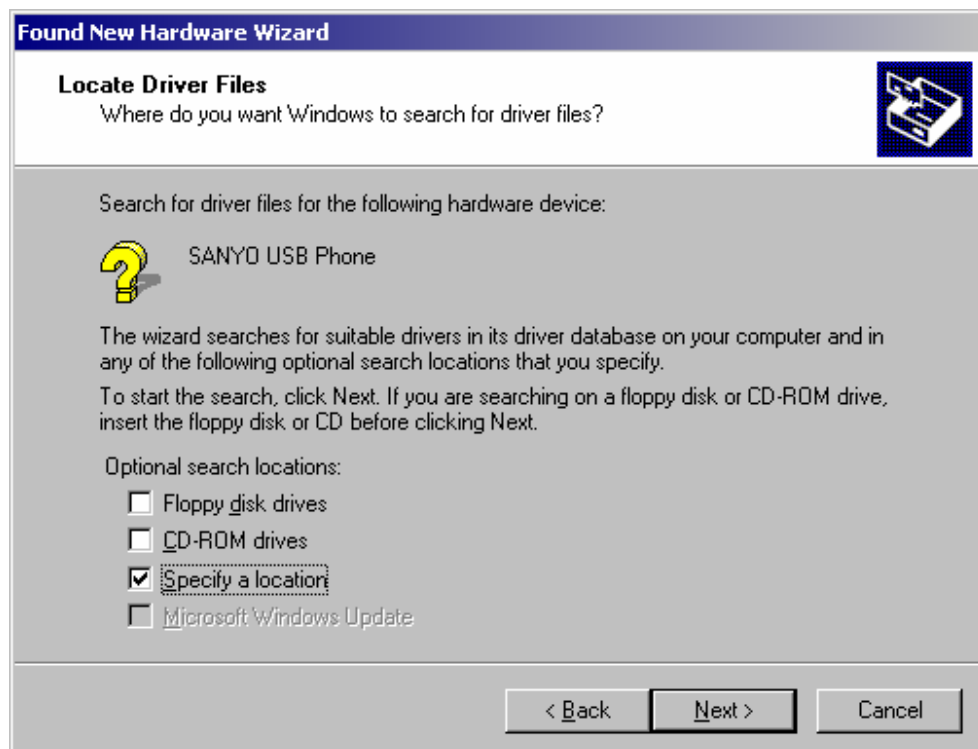 Found New Hardware Wizard
Locate Driver Files
Where do you want Windows to search for driver files?
Search for driver files for the following hardware device:
SANYO USB Phone
The wizard searches for suitable drivers in its driver database on your computer and in
any of the following optional search locations that you specify.
To start the search, click Next. If you are searching on a floppy disk or CD-ROM drive,
insert the floppy disk or CD before clicking Next.
Optional search locations:
Floppy disk drives
CD-ROM drives
Specify a location
Microsoft Windows Update
< Back Next > Cancel